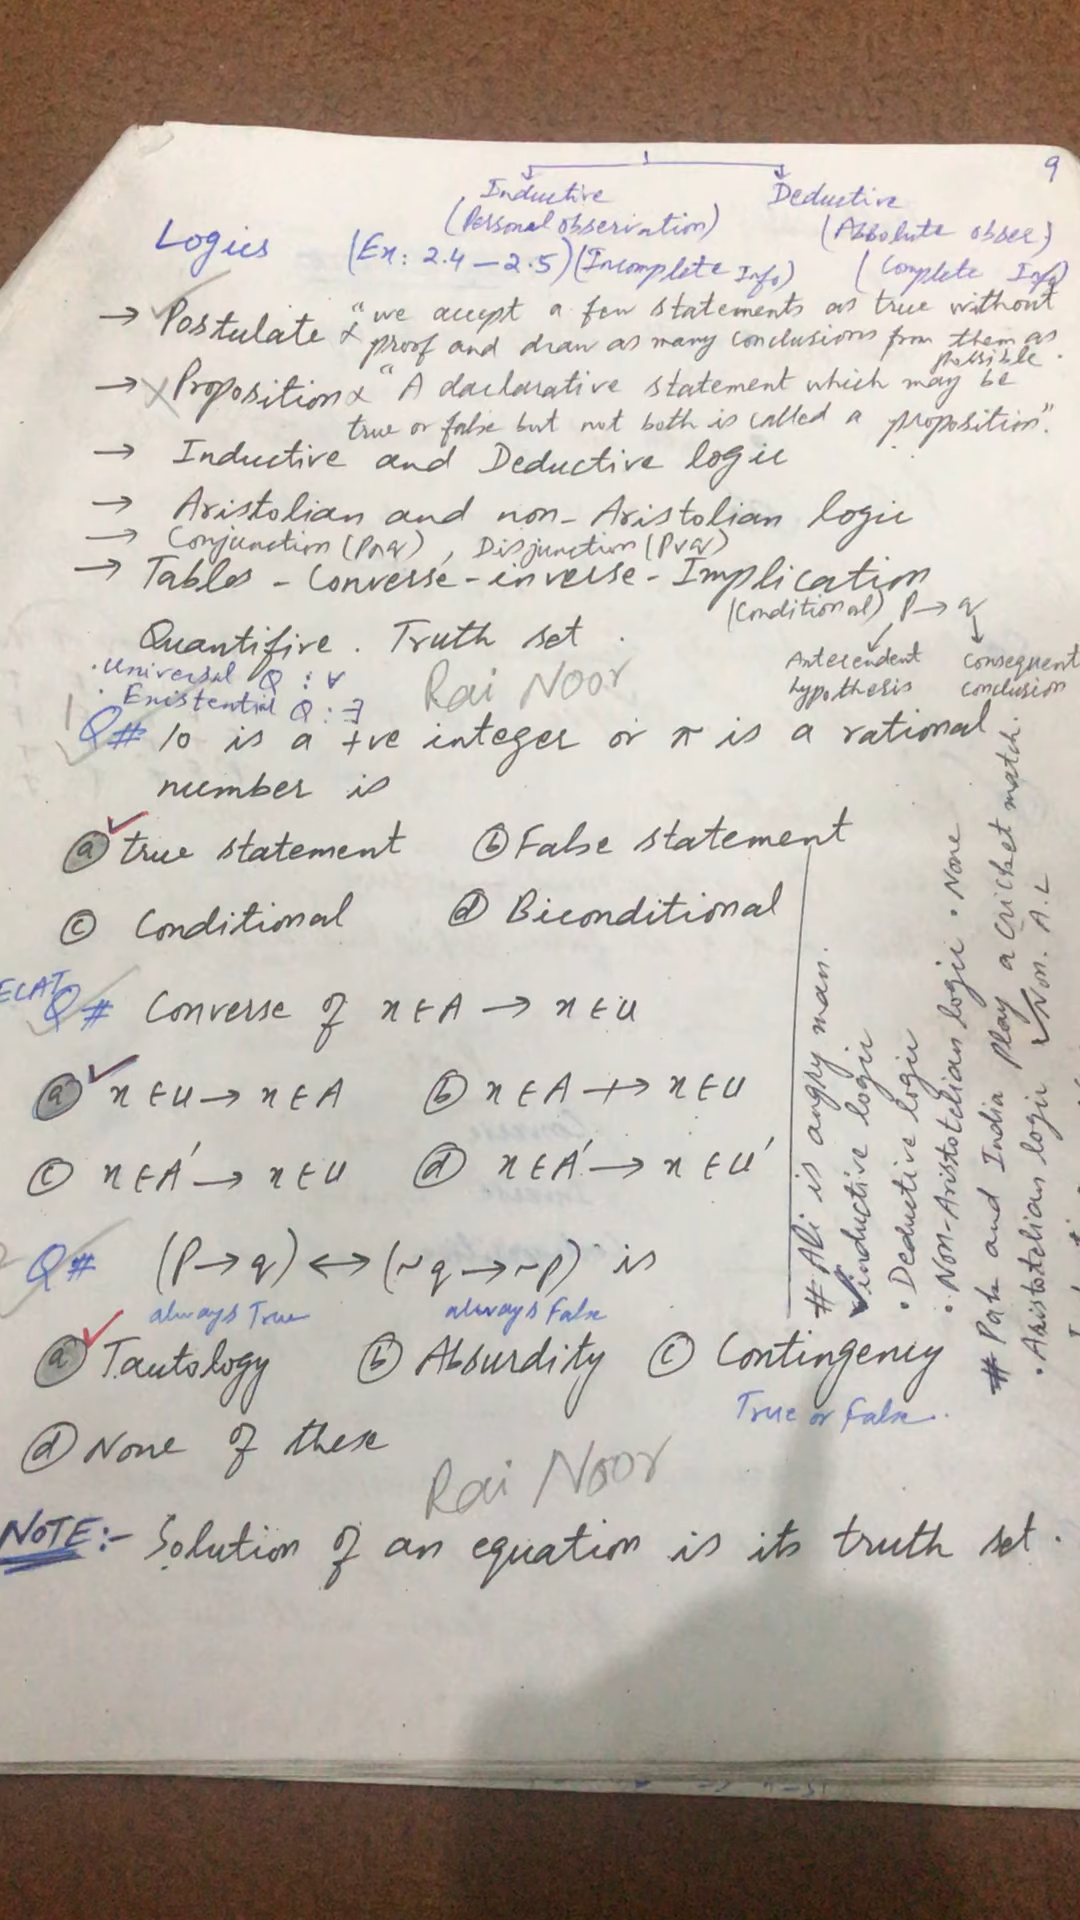 9
Inductive Deductive
(Personal observation) (Absolute obser)
Logics (Ex: 2.4 – 2.5) (Incomplete Info) (Complete Info)
→ Postulate "we accept a few statements as true without
proof and draw as many conclusions from them as
possible.
→ Proposition "A daclarative statement which may be
true or false but not both is called a proposition".
→ Inductive and Deductive logic
→ Aristolian and non-Aristolian logic
→ Conjunction (P∧q), Disjunction (P∨q)
→ Tables - Converse - inverse - Implication
(Conditional) P → q
Quantifire. Truth set.
Antecendent Consequent
hypothesis conclusion
· Universal Q : ∀
· Existential Q : ∃
Rai Noor
Q# 10 is a +ve integer or π is a rational
number is
ⓐ true statement ⓑ False statement
ⓒ Conditional ⓓ Biconditional
ECAT
Q# Converse of x∈A → x∈u
ⓐ x∈u → x∈A ⓑ x∈A ↛ x∈u
ⓒ x∈A' → x∈u ⓓ x∈A' → x∈u'
Q# (P→q) ↔ (~q→~p) is
always True always False
ⓐ Tautology ⓑ Absurdity ⓒ Contingency
True or False.
ⓓ None of these
Rai Noor
NOTE:- Solution of an equation is its truth set.
# Ali is angry man.
✓ inductive logic
· Deductive logic
· Non-Aristotelian logic · None
# Pak and India Play a cricket match.
· Aristotelian logic ✓ Non. A.L